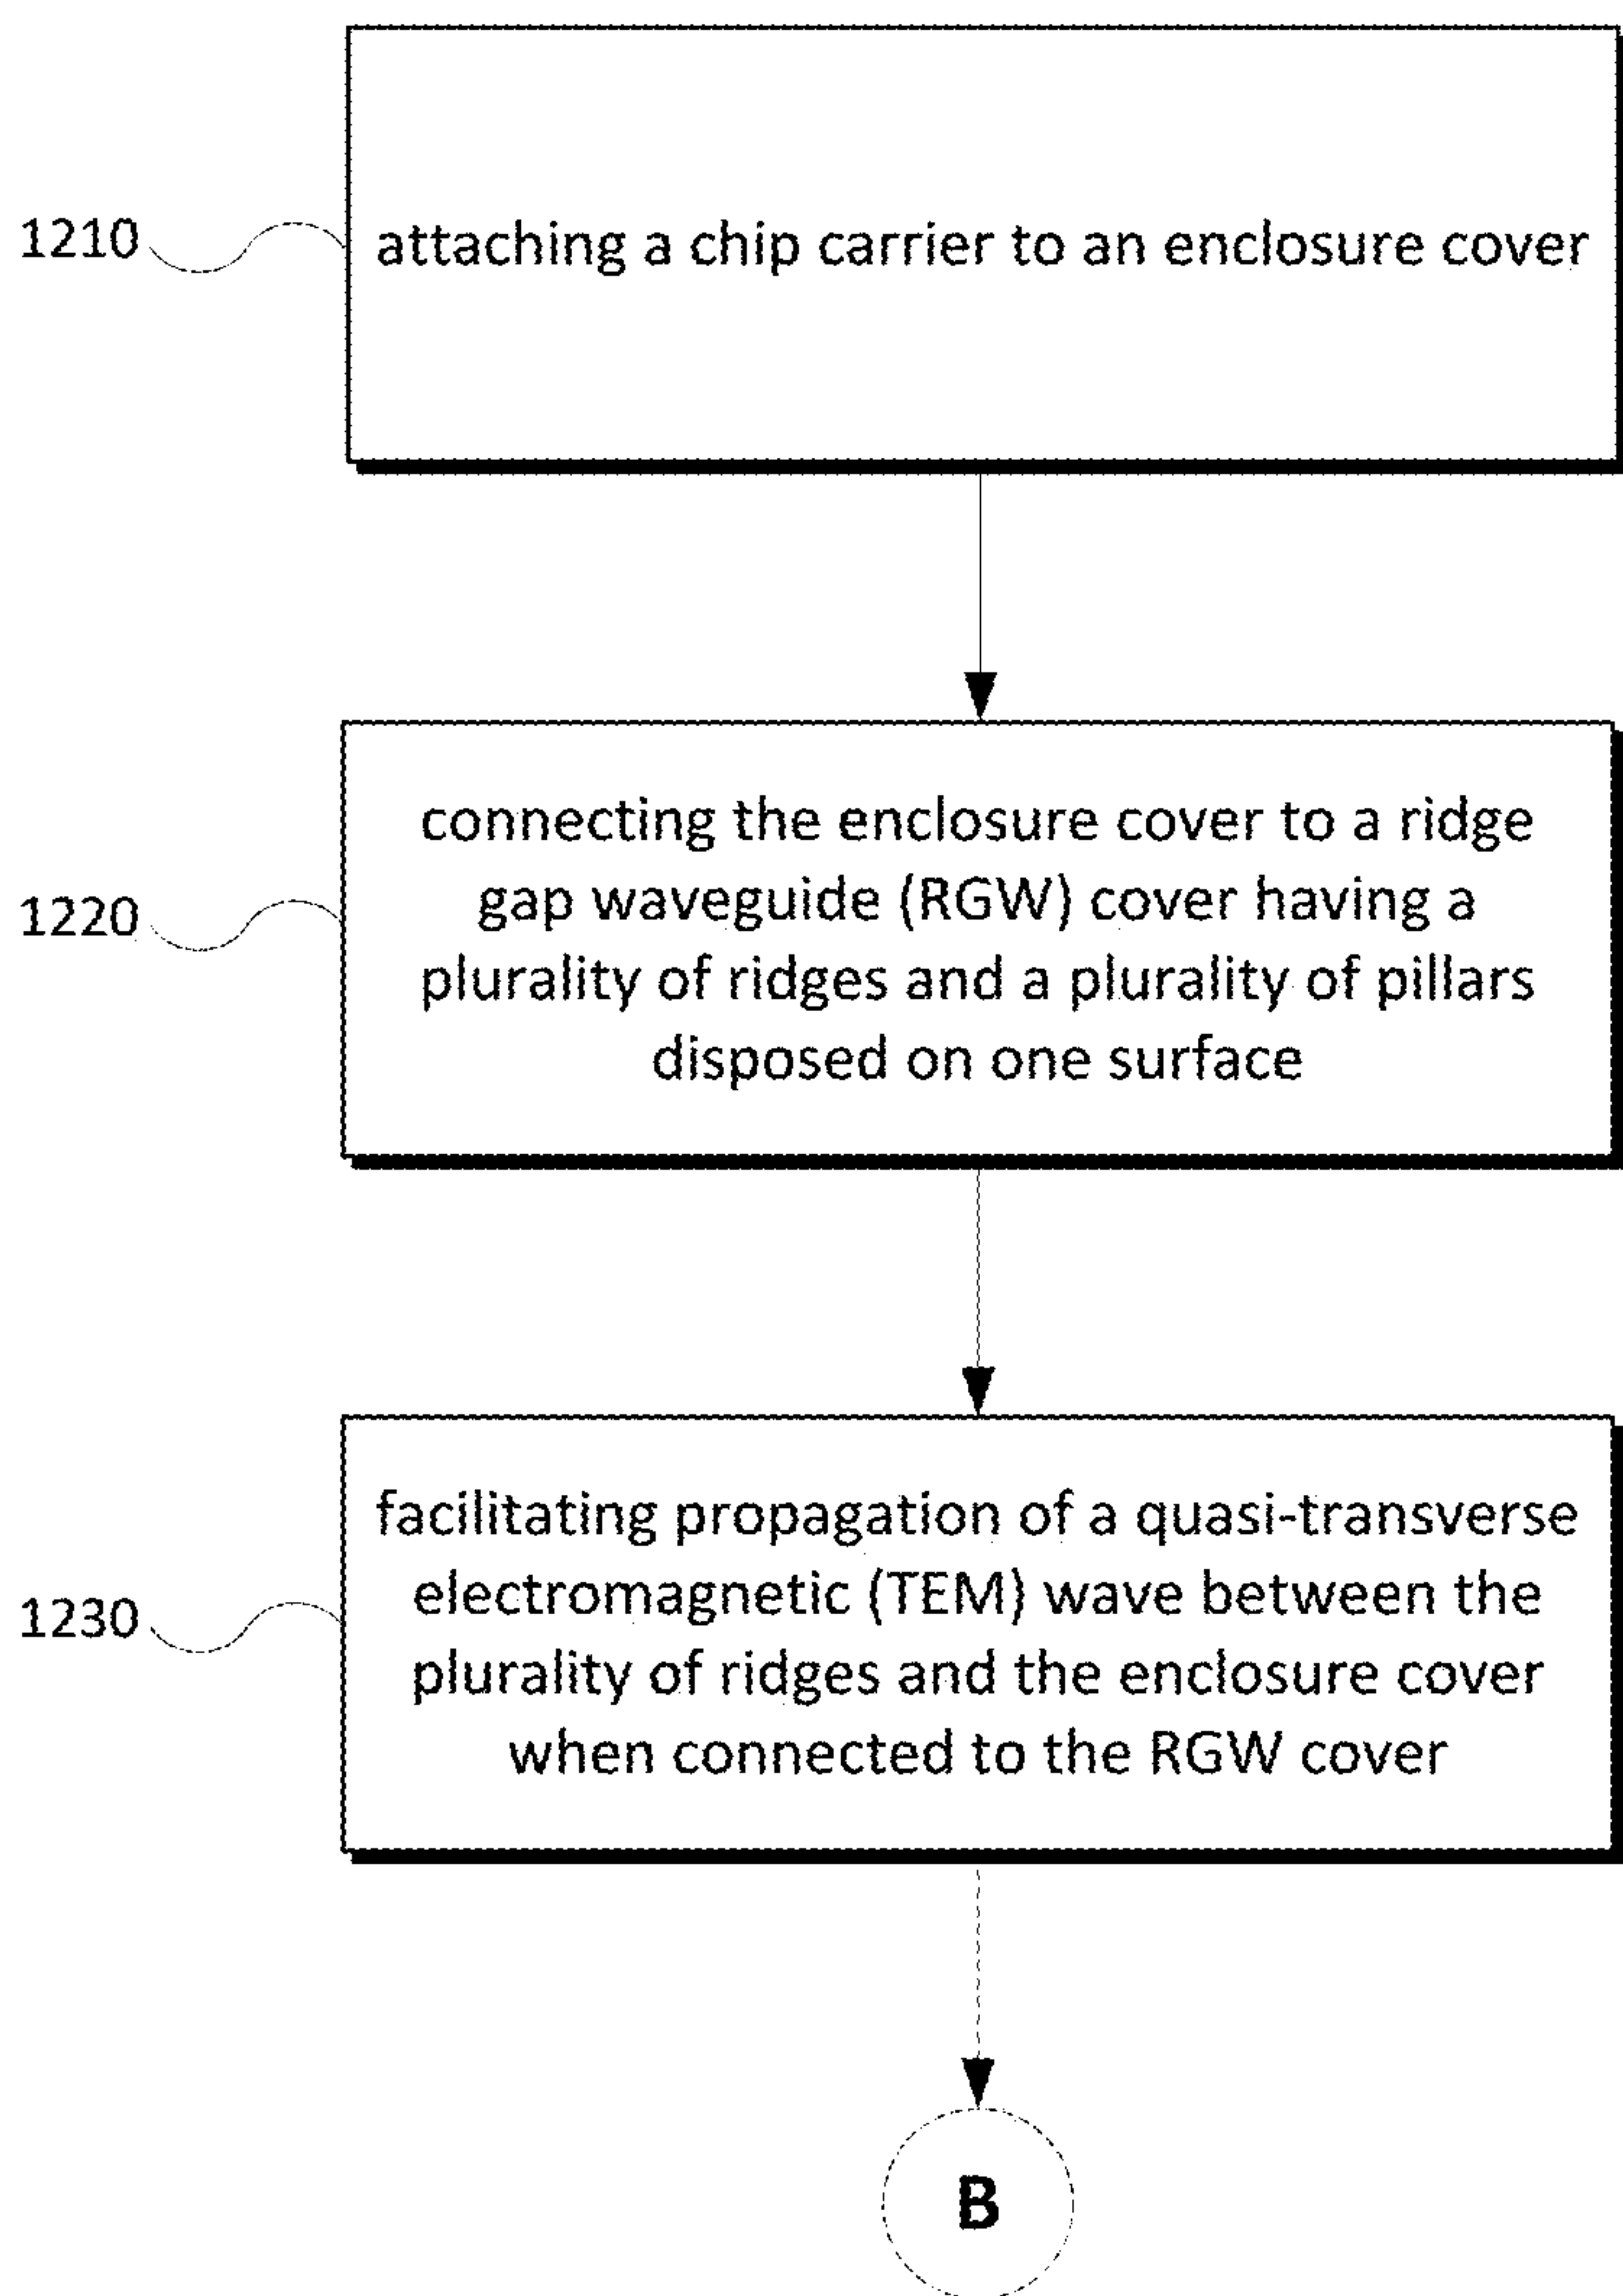 1210
attaching a chip carrier to an enclosure cover
1220
connecting the enclosure cover to a ridge
gap waveguide (RGW) cover having a
plurality of ridges and a plurality of pillars
disposed on one surface
1230
facilitating propagation of a quasi-transverse
electromagnetic (TEM) wave between the
plurality of ridges and the enclosure cover
when connected to the RGW cover
B